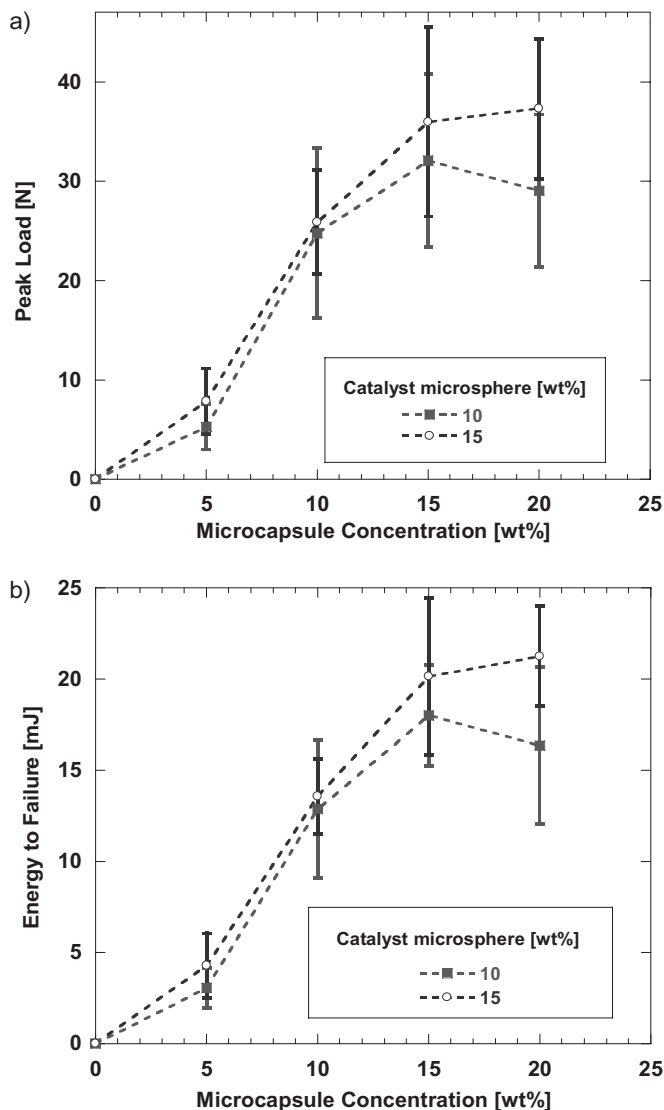 a)
40
30
20
10
0
Peak Load [N]
Catalyst microsphere [wt%]
10
15
0 5 10 15 20 25
Microcapsule Concentration [wt%]
b)
25
20
15
10
5
0
Energy to Failure [mJ]
Catalyst microsphere [wt%]
10
15
0 5 10 15 20 25
Microcapsule Concentration [wt%]